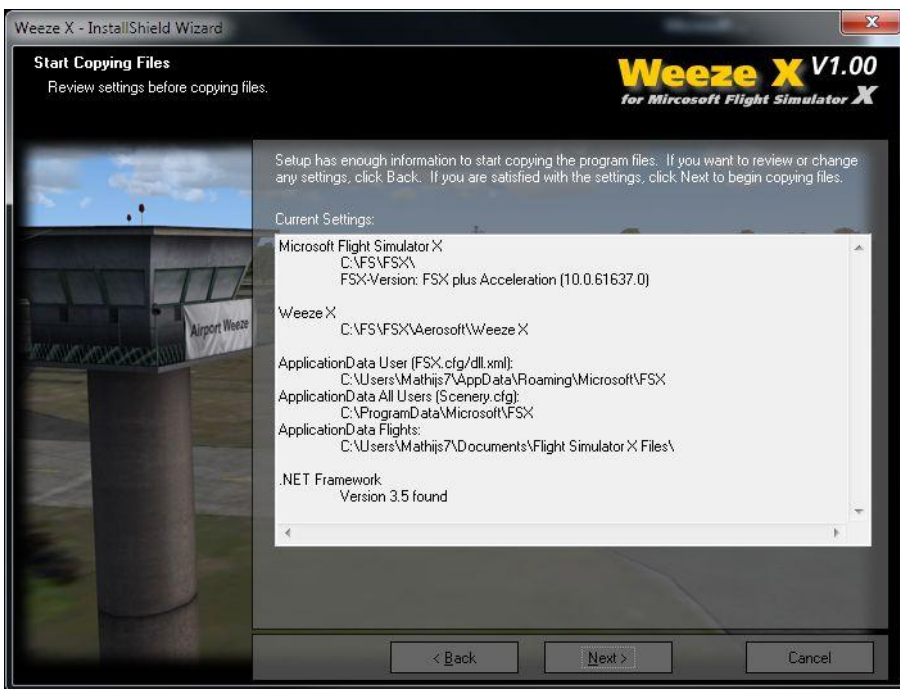 Weeze X - InstallShield Wizard
Start Copying Files
Review settings before copying files.
Weeze X V1.00
for Mircosoft Flight Simulator X
Setup has enough information to start copying the program files. If you want to review or change
any settings, click Back. If you are satisfied with the settings, click Next to begin copying files.
Current Settings:
Microsoft Flight Simulator X
C:\FS\FSX\
FSX-Version: FSX plus Acceleration (10.0.61637.0)
Weeze X
C:\FS\FSX\Aerosoft\Weeze X
ApplicationData User (FSX.cfg/dll.xml):
C:\Users\Mathijs7\AppData\Roaming\Microsoft\FSX
ApplicationData All Users (Scenery.cfg):
C:\ProgramData\Microsoft\FSX
ApplicationData Flights:
C:\Users\Mathijs7\Documents\Flight Simulator X Files\
.NET Framework
Version 3.5 found
Airport Weeze
< Back
Next >
Cancel